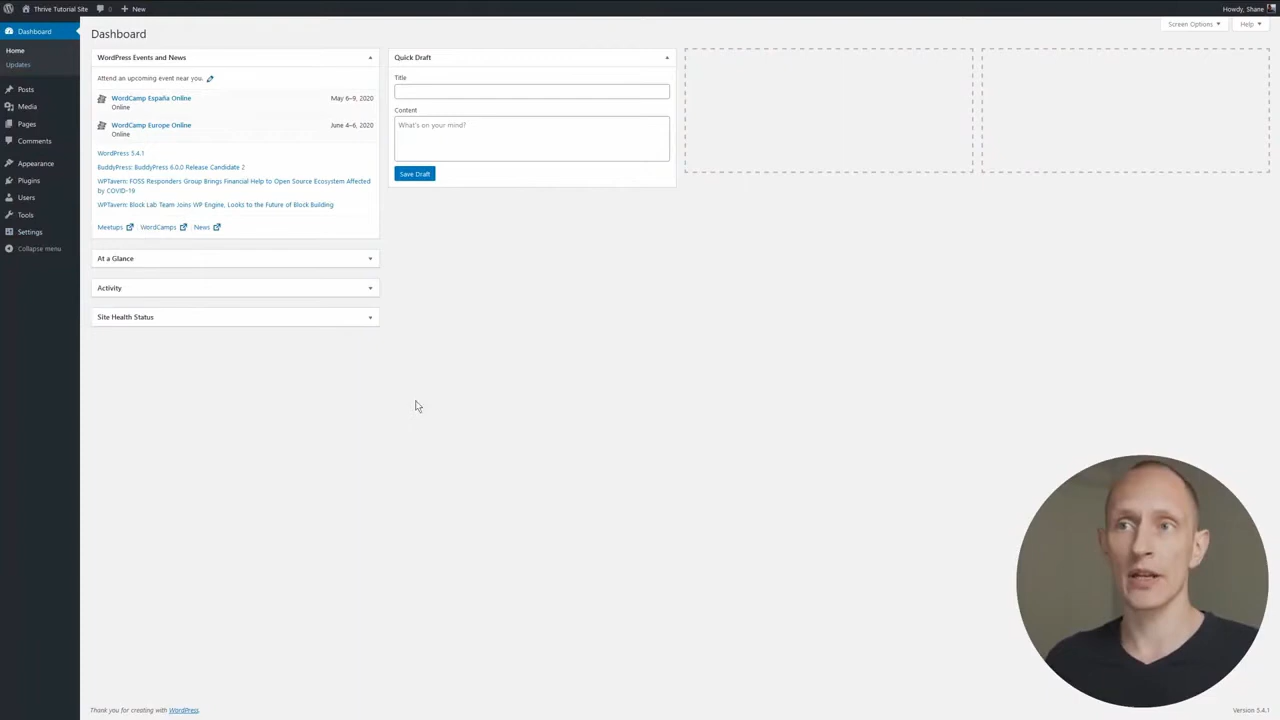 Thrive Tutorial Site 0 New Howdy, Shane
Dashboard
Home
Updates
Posts
Media
Pages
Comments
Appearance
Plugins
Users
Tools
Settings
Collapse menu
Screen Options Help
Dashboard
WordPress Events and News
Attend an upcoming event near you.
WordCamp España Online May 6–9, 2020
Online
WordCamp Europe Online June 4–6, 2020
Online
WordPress 5.4.1
BuddyPress: BuddyPress 6.0.0 Release Candidate 2
WPTavern: FOSS Responders Group Brings Financial Help to Open Source Ecosystem Affected
by COVID-19
WPTavern: Block Lab Team Joins WP Engine, Looks to the Future of Block Building
Meetups WordCamps News
At a Glance
Activity
Site Health Status
Quick Draft
Title
Content
What's on your mind?
Save Draft
Thank you for creating with WordPress.
Version 5.4.1